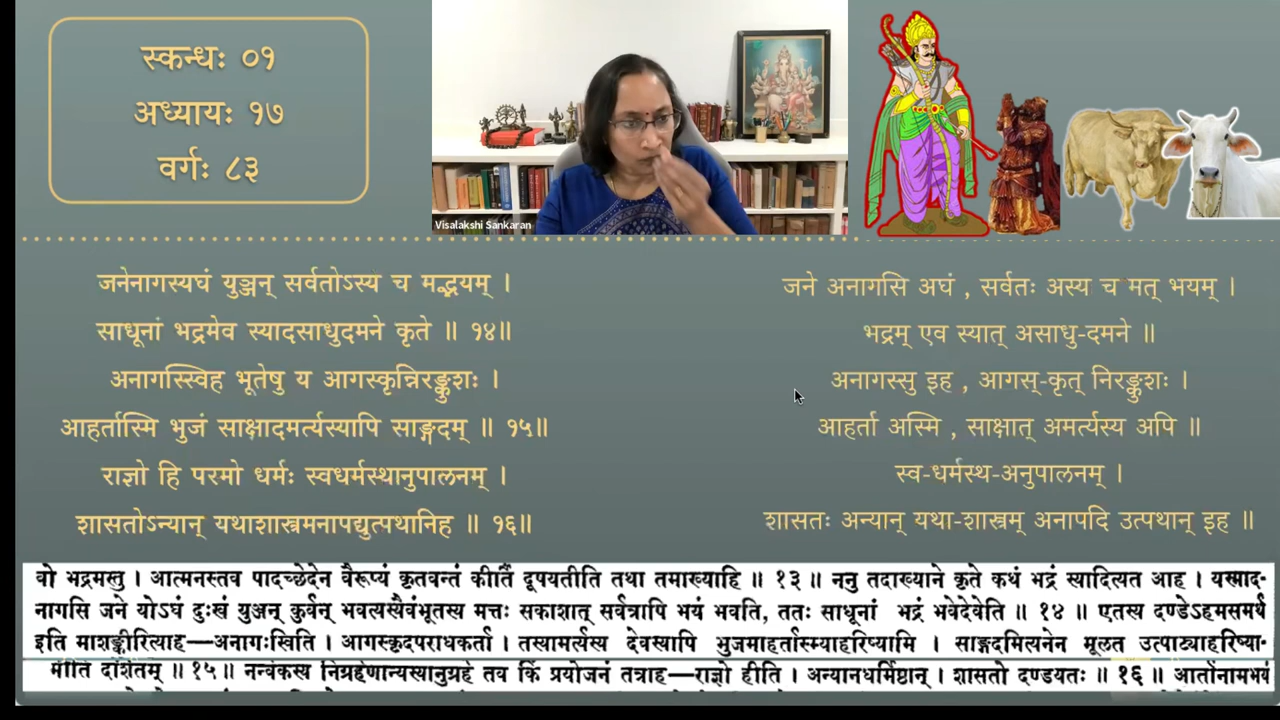 स्कन्धः ०१
अध्यायः १७
वर्गः ८३
Visalakshi Sankaran
जनेनागस्यघं युञ्जन् सर्वतोऽस्य च मद्भयम् ।
साधूनां भद्रमेव स्यादसाधुदमने कृते ॥ १४॥
अनागस्स्विह भूतेषु य आगस्कृन्निरङ्कुशः ।
आहर्तास्मि भुजं साक्षादमर्त्यस्यापि साङ्गदम् ॥ १५॥
राज्ञो हि परमो धर्मः स्वधर्मस्थानुपालनम् ।
शासतोऽन्यान् यथाशास्त्रमनापद्युत्पथानिह ॥ १६॥
जने अनागसि अघं , सर्वतः अस्य च मत् भयम् ।
भद्रम् एव स्यात् असाधु-दमने ॥
अनागस्सु इह , आगस्-कृत् निरङ्कुशः ।
आहर्ता अस्मि , साक्षात् अमर्त्यस्य अपि ॥
स्व-धर्मस्थ-अनुपालनम् ।
शासतः अन्यान् यथा-शास्त्रम् अनापदि उत्पथान् इह ॥
वो भद्रमस्तु । आत्मनस्तव पादच्छेदेन वैरूप्यं कृतवन्तं कीर्तिं दूषयतीति तथा तमाख्याहि ॥ १३ ॥ ननु तदाख्याने कृते कथं भद्रं स्यादित्यत आह । यस्माद-
नागसि जने योऽघं दुःखं युञ्जन् कुर्वन् भवत्यस्यैवंभूतस्य मत्तः सकाशात् सर्वत्रापि भयं भवति, ततः साधूनां भद्रं भवेदेवेति ॥ १४ ॥ एतस्य दण्डेऽहमसमर्थ
इति माशङ्कीरित्याह—अनागःस्विति । आगस्कृदपराधकर्ता । तस्यामर्त्यस्य देवस्यापि भुजमाहर्तास्म्याहरिष्यामि । साङ्गदमित्यनेन मूलत उत्पाट्याहरिष्या-
मीति दर्शितम् ॥ १५॥ नन्वेकस्य निग्रहेणान्यस्यानुग्रहे तव किं प्रयोजनं तत्राह—राज्ञो हीति । अन्यानधर्मिष्ठान् । शासतो दण्डयतः ॥ १६ ॥ आर्तानामभयं